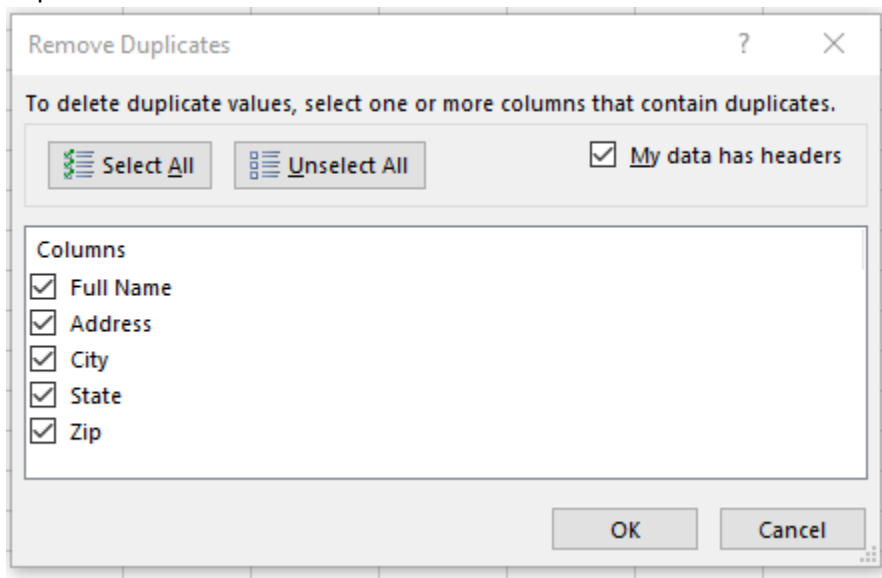 Remove Duplicates ?
To delete duplicate values, select one or more columns that contain duplicates.
Select All Unselect All My data has headers
Columns
Full Name
Address
City
State
Zip
OK Cancel